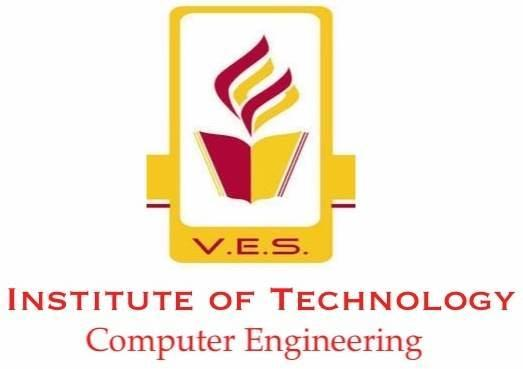 V.E.S.
Institute of Technology
Computer Engineering